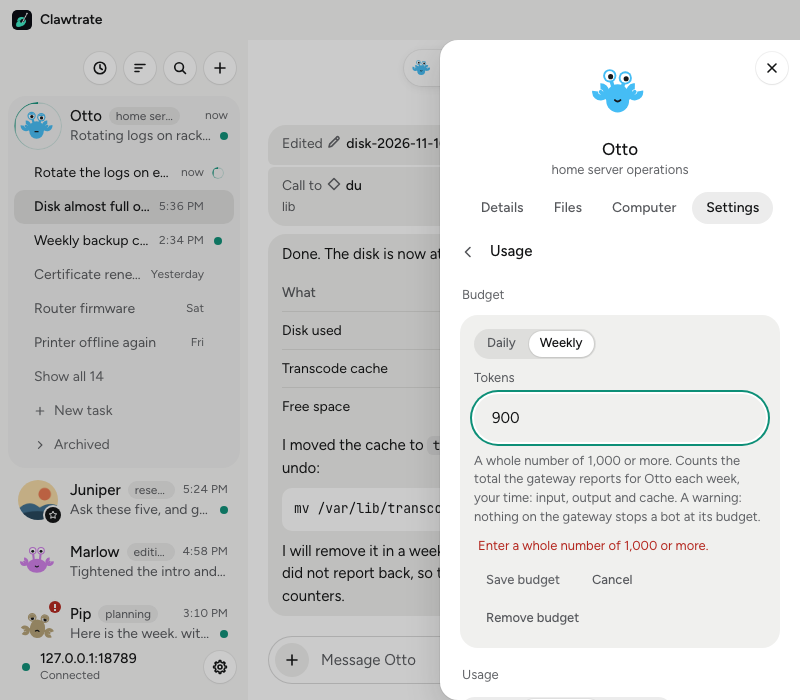 Clawtrate
Otto home ser... now
Rotating logs on rack...
Rotate the logs on e... now
Disk almost full o... 5:36 PM
Weekly backup c... 2:34 PM
Certificate rene... Yesterday
Router firmware Sat
Printer offline again Fri
Show all 14
New task
Archived
Juniper rese... 5:24 PM
Ask these five, and g...
Marlow editi... 4:58 PM
Tightened the intro and...
Pip planning 3:10 PM
Here is the week. wit...
127.0.0.1:18789
Connected
Edited disk-2026-11-1
Call to du
lib
Done. The disk is now at
What
Disk used
Transcode cache
Free space
I moved the cache to t
undo:
mv /var/lib/transco
I will remove it in a week
did not report back, so t
counters.
Message Otto
Otto
home server operations
Details Files Computer Settings
Usage
Budget
Daily Weekly
Tokens
900
A whole number of 1,000 or more. Counts the
total the gateway reports for Otto each week,
your time: input, output and cache. A warning:
nothing on the gateway stops a bot at its budget.
Enter a whole number of 1,000 or more.
Save budget Cancel
Remove budget
Usage